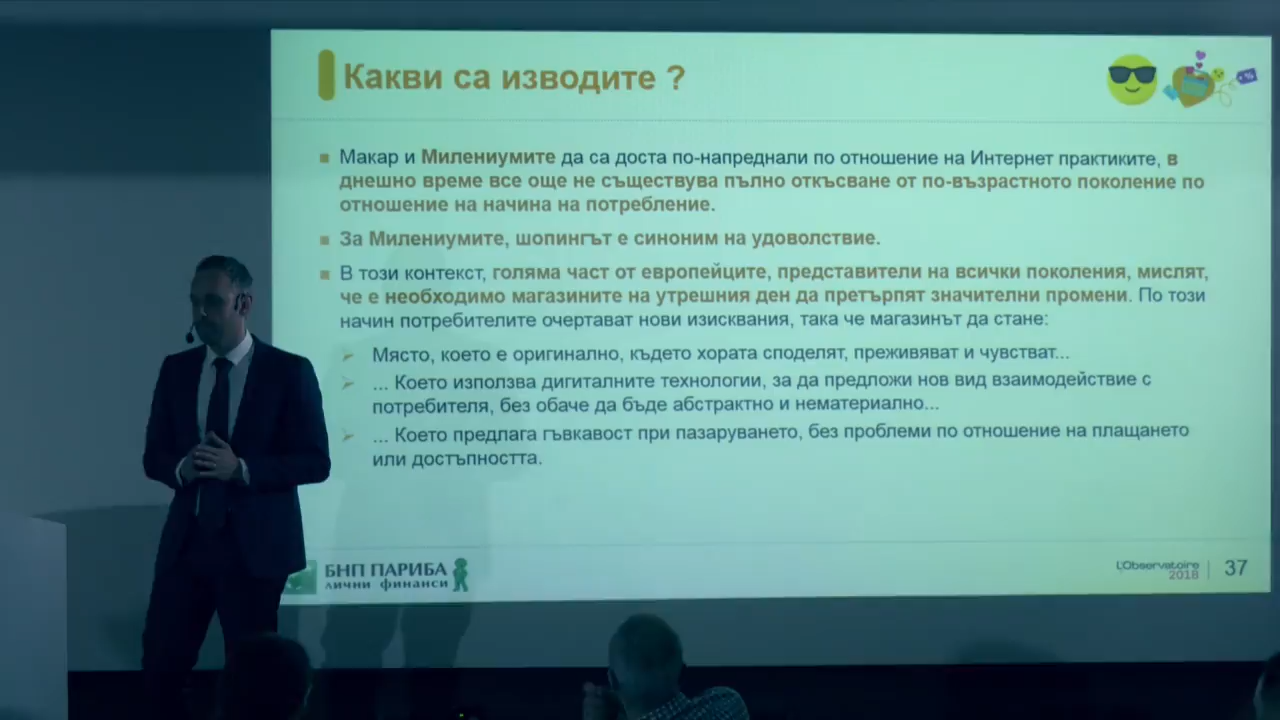 Какви са изводите ?
Макар и Милениумите да са доста по-напреднали по отношение на Интернет практиките, в
днешно време все още не съществува пълно откъсване от по-възрастното поколение по
отношение на начина на потребление.
За Милениумите, шопингът е синоним на удоволствие.
В този контекст, голяма част от европейците, представители на всички поколения, мислят,
че е необходимо магазините на утрешния ден да претърпят значителни промени. По този
начин потребителите очертават нови изисквания, така че магазинът да стане:
Място, което е оригинално, където хората споделят, преживяват и чувстват...
... Което използва дигиталните технологии, за да предложи нов вид взаимодействие с
потребителя, без обаче да бъде абстрактно и нематериално...
... Което предлага гъвкавост при пазаруването, без проблеми по отношение на плащането
или достъпността.
БНП ПАРИБА
лични финанси
L'Observatoire
2018
37